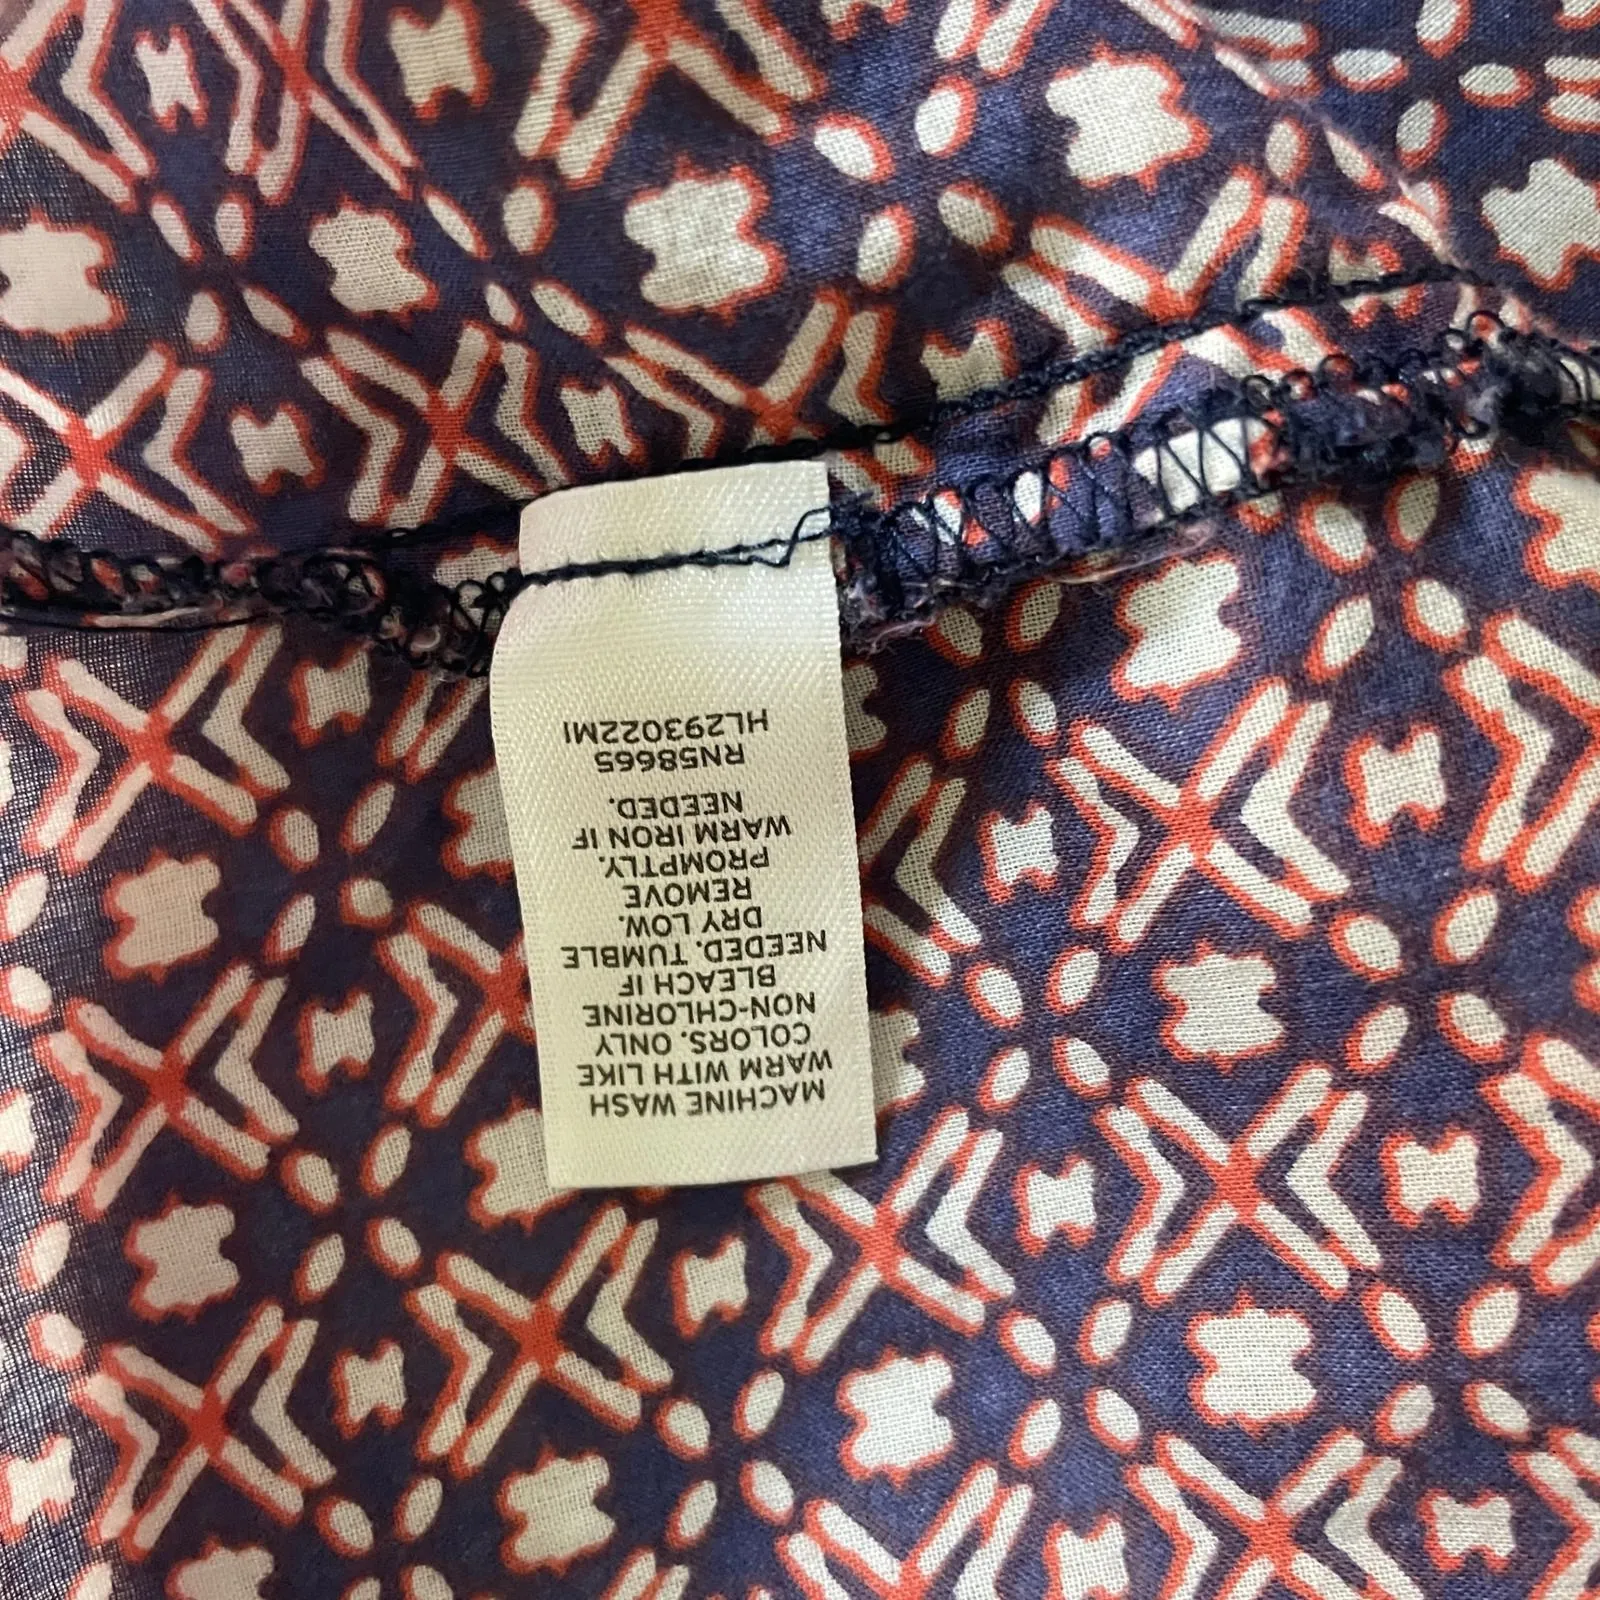 MACHINE WASH
WARM WITH LIKE
COLORS. ONLY
NON-CHLORINE
BLEACH IF
NEEDED. TUMBLE
DRY LOW.
REMOVE
PROMPTLY.
WARM IRON IF
NEEDED.
RN58665
HL293022MI